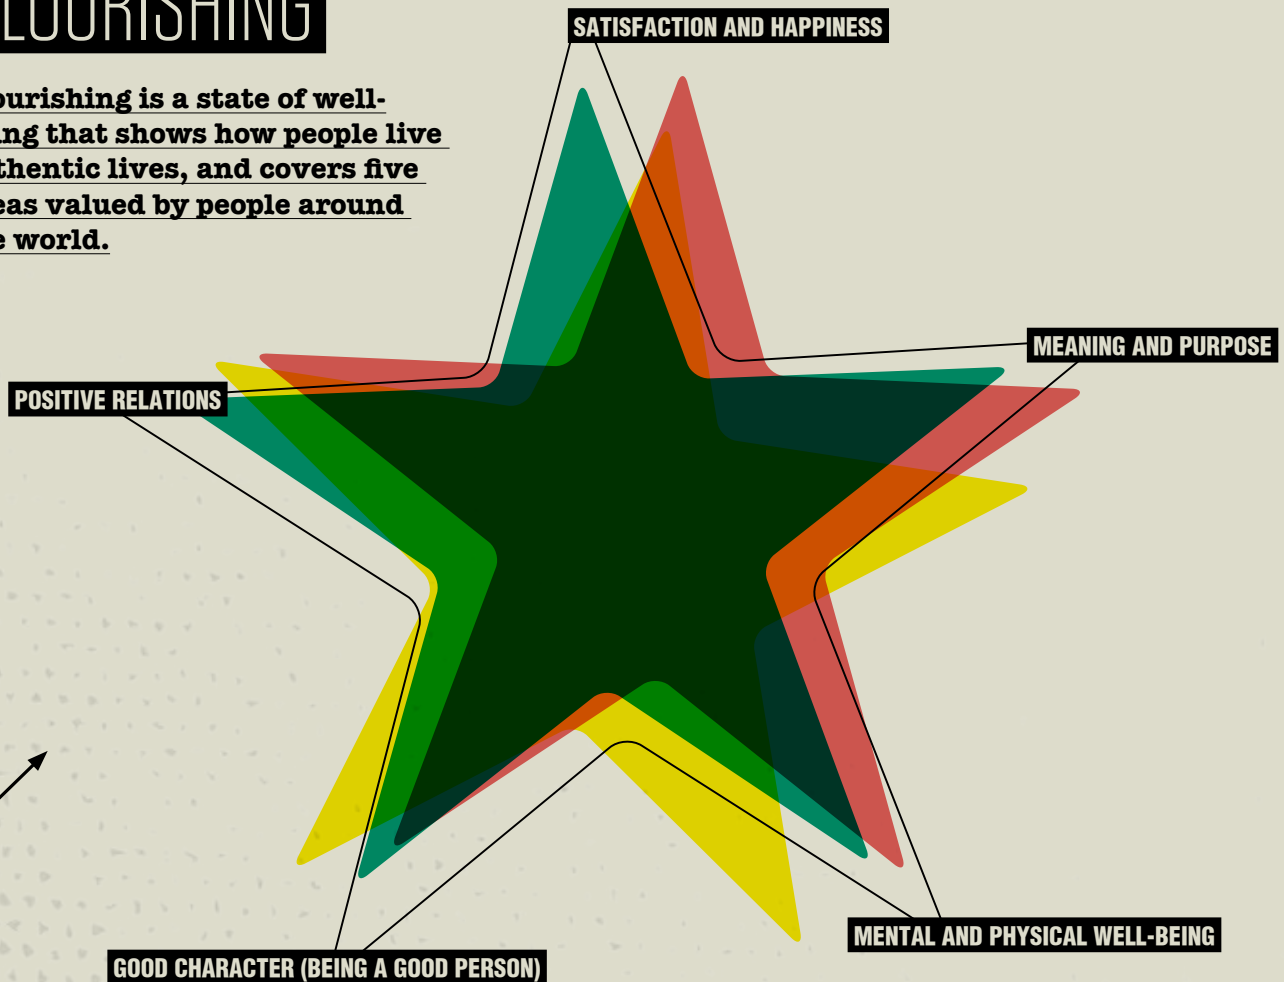 LOURISHING
ourishing is a state of well-
ing that shows how people live
thentic lives, and covers five
eas valued by people around
e world.
SATISFACTION AND HAPPINESS
MEANING AND PURPOSE
POSITIVE RELATIONS
MENTAL AND PHYSICAL WELL-BEING
GOOD CHARACTER (BEING A GOOD PERSON)